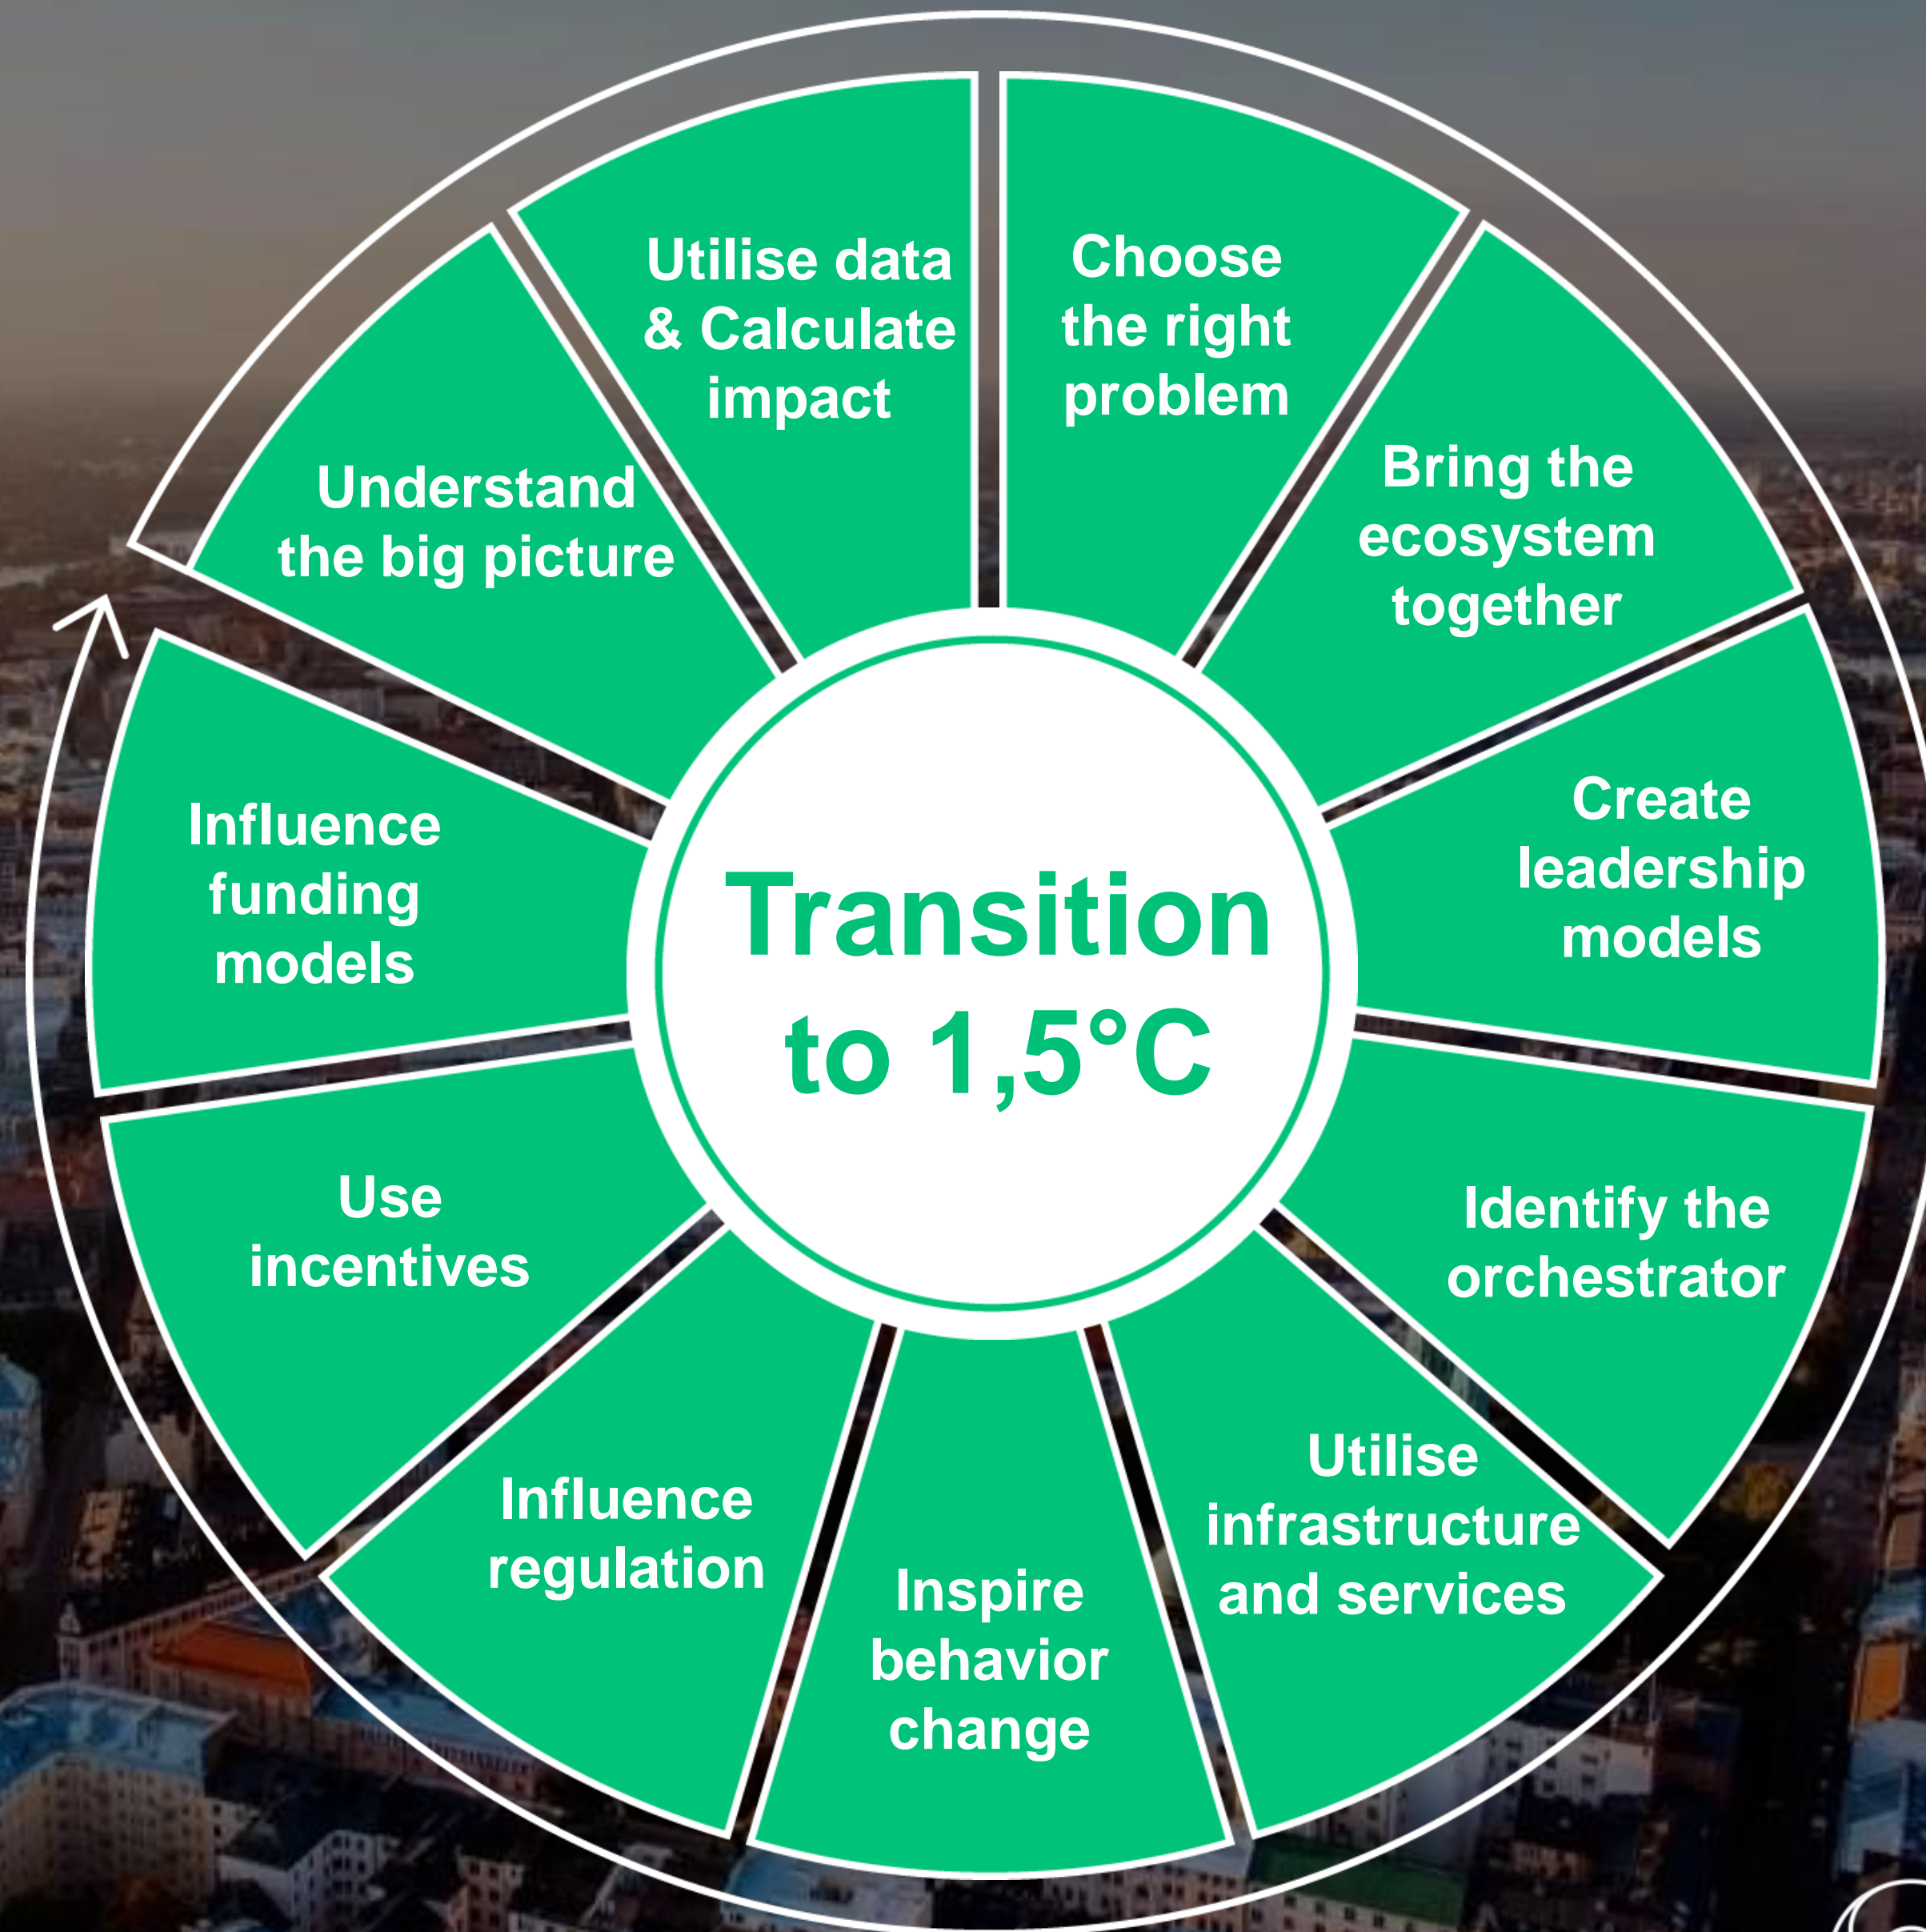 Utilise data
& Calculate
impact
Choose
the right
problem
Bring the
ecosystem
together
Create
leadership
models
Identify the
orchestrator
Utilise
infrastructure
and services
Inspire
behavior
change
Influence
regulation
Use
incentives
Influence
funding
models
Understand
the big picture
Transition
to 1,5°C